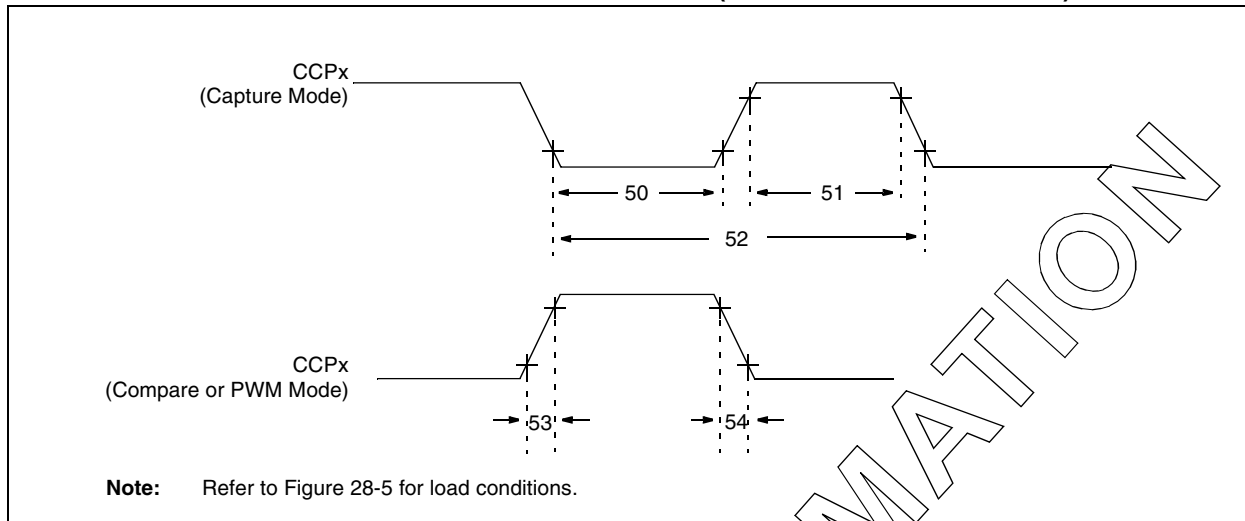 CCPx
(Capture Mode)
50
51
52
CCPx
(Compare or PWM Mode)
53
54
Note: Refer to Figure 28-5 for load conditions.
MATION